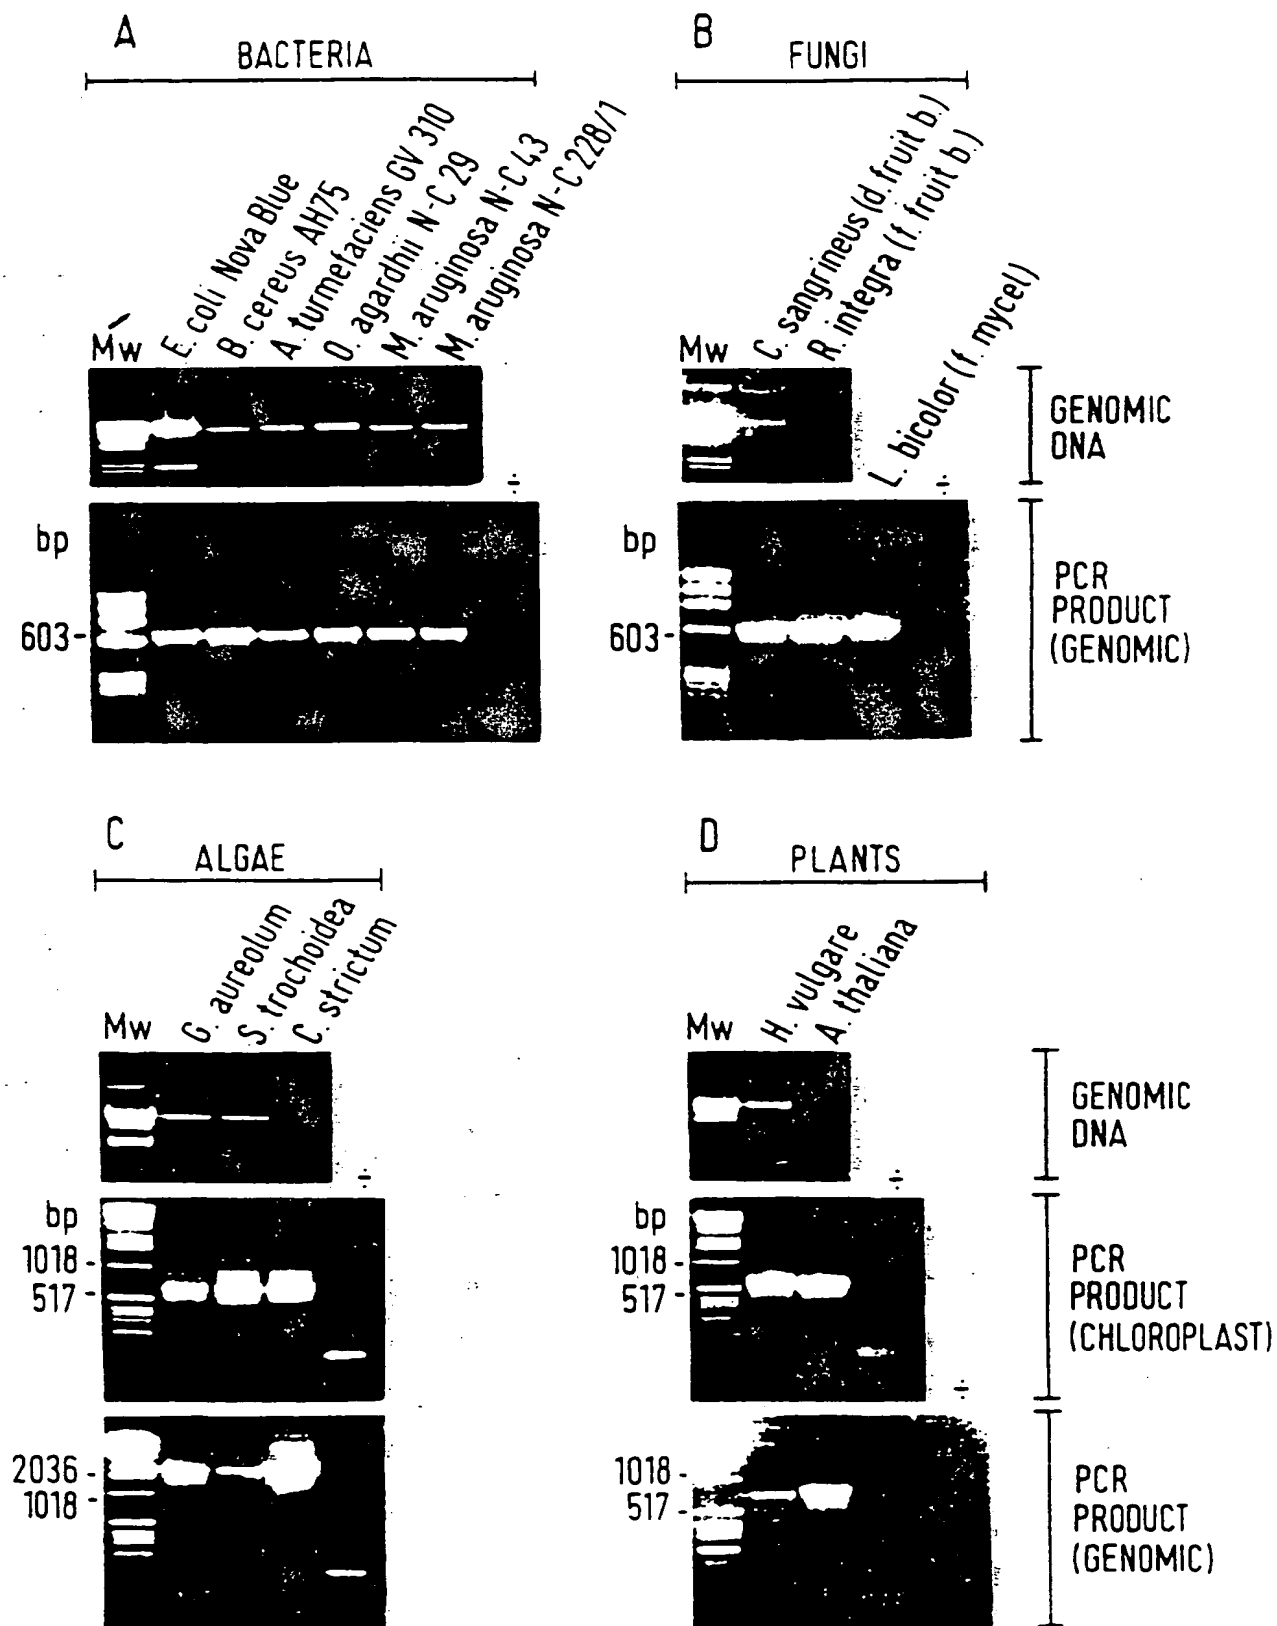 A
BACTERIA
E. coli Nova Blue
B. cereus AH75
A. turmefaciens GV 310
O. agardhii N-C 29
M. aruginosa N-C 43
M. aruginosa N-C 228/1
Mw
÷
bp
603-
B
FUNGI
C. sangrineus (d. fruit b.)
R. integra (f. fruit b.)
L. bicolor (f. mycel)
Mw
÷
bp
603-
GENOMIC
DNA
PCR
PRODUCT
(GENOMIC)
C
ALGAE
G. aureolum
S. trochoidea
C. strictum
Mw
÷
bp
1018-
517-
2036-
1018-
D
PLANTS
H. vulgare
A. thaliana
Mw
÷
bp
1018-
517-
÷
1018-
517-
GENOMIC
DNA
PCR
PRODUCT
(CHLOROPLAST)
PCR
PRODUCT
(GENOMIC)